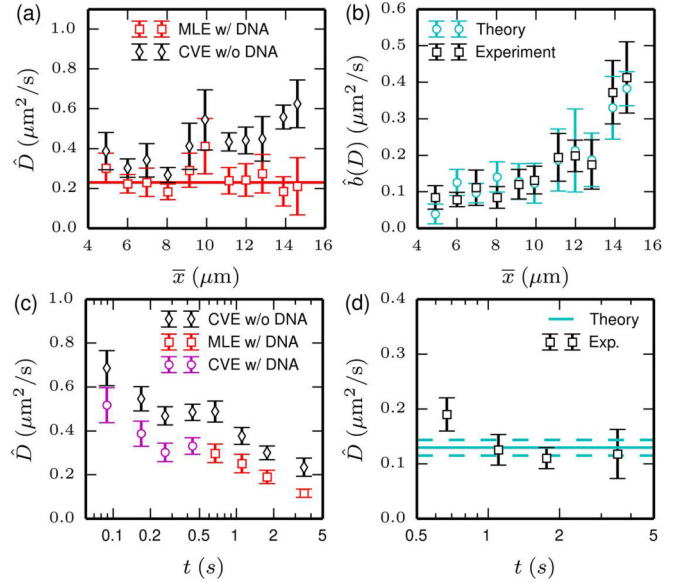 (a)
MLE w/ DNA
CVE w/o DNA
D̂ (μm²/s)
1.0
0.8
0.6
0.4
0.2
0.0
4 6 8 10 12 14 16
x̅ (μm)
(b)
Theory
Experiment
b̂(D) (μm²/s)
0.6
0.5
0.4
0.3
0.2
0.1
0.0
4 6 8 10 12 14 16
x̅ (μm)
(c)
CVE w/o DNA
MLE w/ DNA
CVE w/ DNA
D̂ (μm²/s)
1.0
0.8
0.6
0.4
0.2
0.0
0.1 0.2 0.5 1 2 5
t (s)
(d)
Theory
Exp.
D̂ (μm²/s)
0.4
0.3
0.2
0.1
0.0
0.5 1 2 5
t (s)